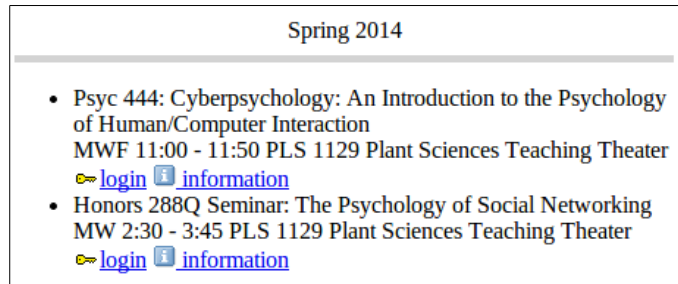 Spring 2014
Psyc 444: Cyberpsychology: An Introduction to the Psychology
of Human/Computer Interaction
MWF 11:00 - 11:50 PLS 1129 Plant Sciences Teaching Theater
login information
Honors 288Q Seminar: The Psychology of Social Networking
MW 2:30 - 3:45 PLS 1129 Plant Sciences Teaching Theater
login information